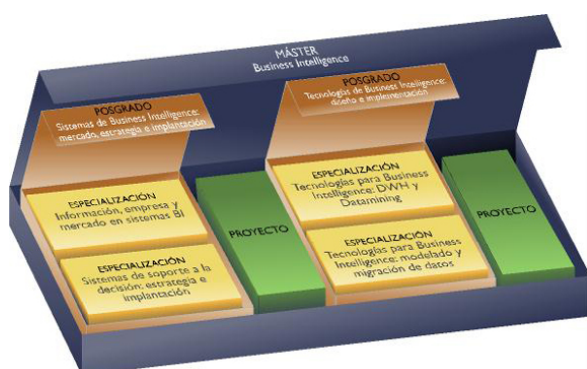 MÁSTER
Business Intelligence
POSGRADO
Sistemas de Business Intelligence:
mercado, estrategia e implantación
POSGRADO
Tecnologías de Business Intelligence:
diseño e implementación
ESPECIALIZACIÓN
Información, empresa y
mercado en sistemas BI
ESPECIALIZACIÓN
Sistemas de soporte a la
decisión: estrategia e
implantación
PROYECTO
ESPECIALIZACIÓN
Tecnologías para Business
Intelligence: DWH y
Datamining
ESPECIALIZACIÓN
Tecnologías para Business
Intelligence: modelado y
migración de datos
PROYECTO